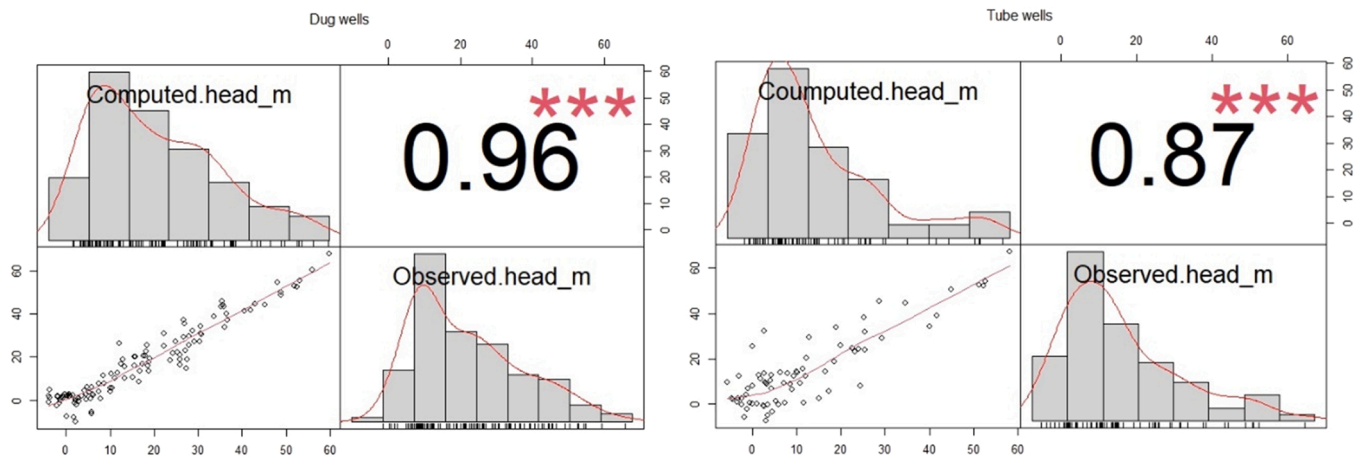 Dug wells
0 20 40 60
Computed.head_m
***
0.96
60
50
40
30
20
10
0
Observed.head_m
60
40
20
0
0 10 20 30 40 50 60
Tube wells
0 20 40 60
Coumputed.head_m
***
0.87
60
50
40
30
20
10
0
Observed.head_m
60
40
20
0
0 10 20 30 40 50 60